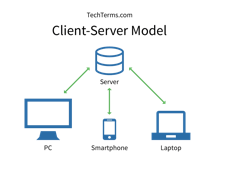 TechTerms.com
Client-Server Model
Server
PC
Smartphone
Laptop